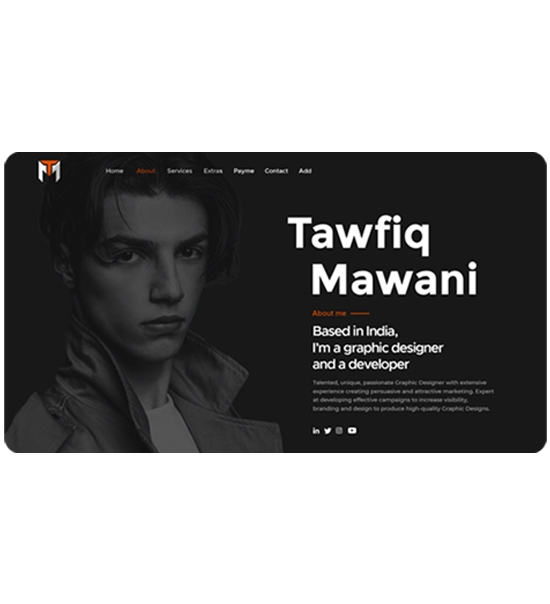 TM
Home About Services Extras Payme Contact Add
Tawfiq
Mawani
About me
Based in India,
I'm a graphic designer
and a developer
Talented, unique, passionate Graphic Designer with extensive
experience creating persuasive and attractive marketing. Expert
at developing effective campaigns to increase visibility,
branding and design to produce high-quality Graphic Designs.
in